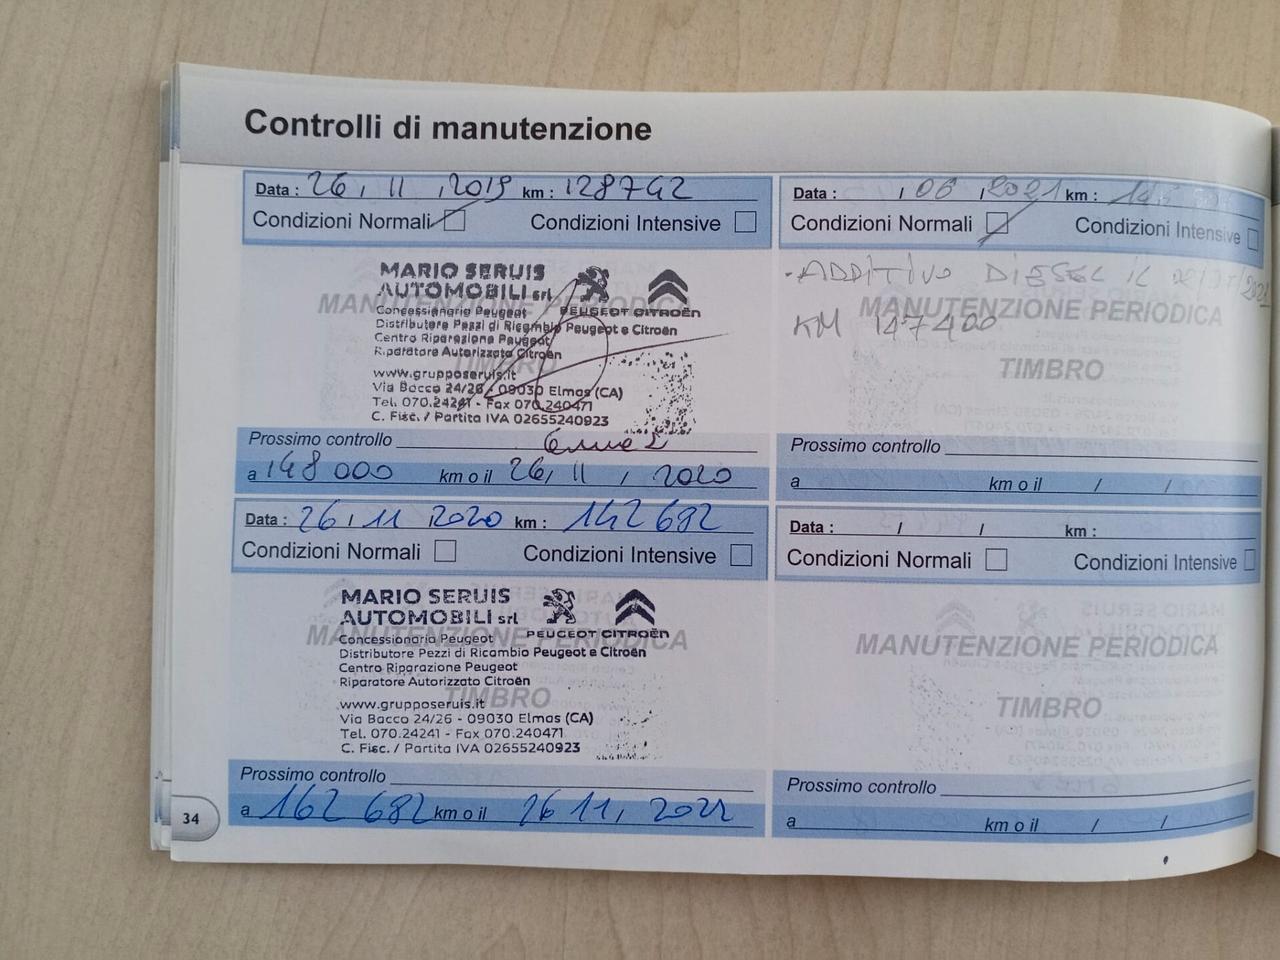 Controlli di manutenzione
Data : 26 / 11 / 2019 km : 128742
Condizioni Normali Condizioni Intensive
MARIO SERUIS
AUTOMOBILI srl
PEUGEOT CITROËN
MANUTENZIONE PERIODICA
Concessionaria Peugeot
Distributore Pezzi di Ricambio Peugeot e Citroën
Centro Riparazione Peugeot
Riparatore Autorizzato Citroën
TIMBRO
www.grupposeruis.it
Via Bacco 24/26 - 09030 Elmas (CA)
Tel. 070.24241 - Fax 070.240471
C. Fisc. / Partita IVA 02655240923
Prossimo controllo
a 148 000 km o il 26 / 11 / 2020
Data : / 06 / 2021 km :
Condizioni Normali Condizioni Intensive
- ADDITIVO DIESEL IL
MANUTENZIONE PERIODICA
KM 147400
TIMBRO
Prossimo controllo
a km o il / /
Data : 26 / 11 / 2020 km : 142 682
Condizioni Normali Condizioni Intensive
MARIO SERUIS
AUTOMOBILI srl
PEUGEOT CITROËN
MANUTENZIONE PERIODICA
Concessionaria Peugeot
Distributore Pezzi di Ricambio Peugeot e Citroën
Centro Riparazione Peugeot
Riparatore Autorizzato Citroën
TIMBRO
www.grupposeruis.it
Via Bacco 24/26 - 09030 Elmas (CA)
Tel. 070.24241 - Fax 070.240471
C. Fisc. / Partita IVA 02655240923
Prossimo controllo
a 162 682 km o il 26 11,
Data : / / km :
Condizioni Normali Condizioni Intensive
MANUTENZIONE PERIODICA
TIMBRO
Prossimo controllo
a km o il / /
34